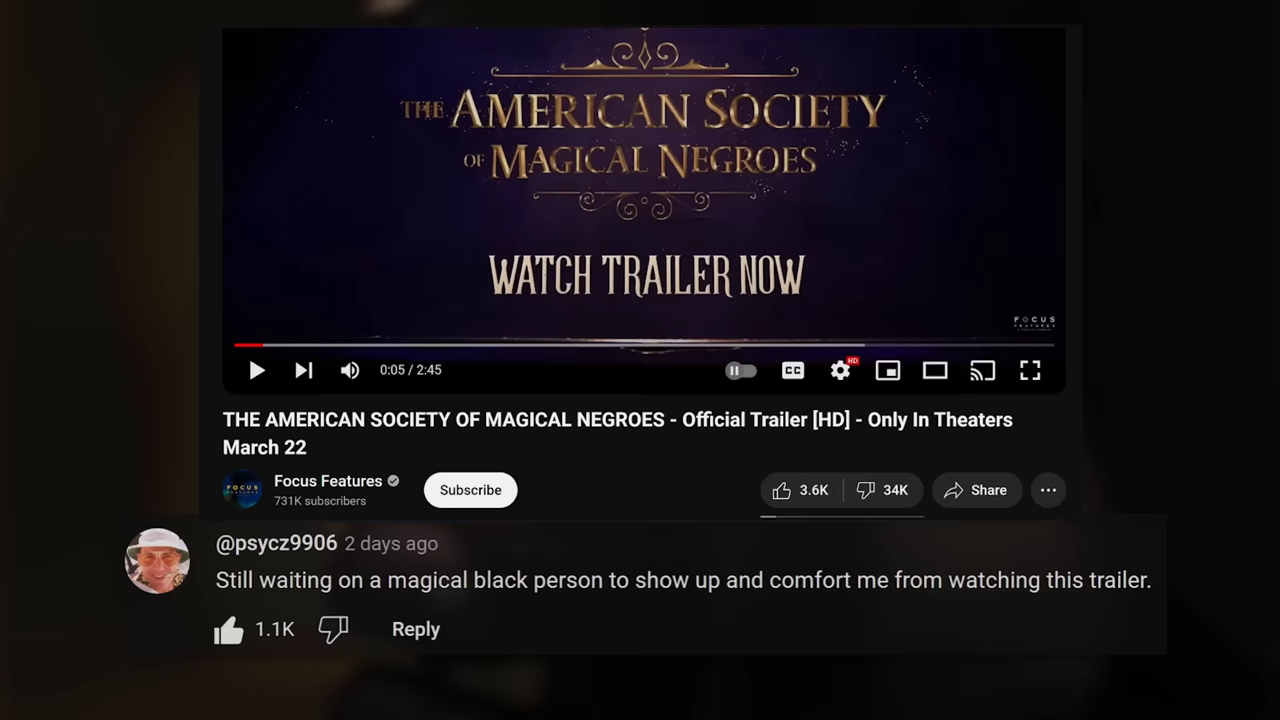 THE AMERICAN SOCIETY
OF MAGICAL NEGROES
WATCH TRAILER NOW
FOCUS
FEATURES
0:05 / 2:45
CC
HD
THE AMERICAN SOCIETY OF MAGICAL NEGROES - Official Trailer [HD] - Only In Theaters
March 22
FOCUS
Focus Features
731K subscribers
Subscribe
3.6K
34K
Share
@psycz9906 2 days ago
Still waiting on a magical black person to show up and comfort me from watching this trailer.
1.1K
Reply